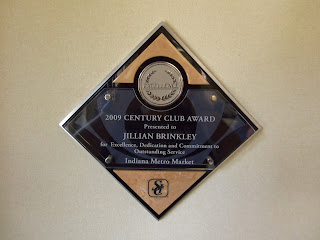 2009 CENTURY CLUB AWARD
Presented to
JILLIAN BRINKLEY
for Excellence, Dedication and Commitment to
Outstanding Service
Indiana Metro Market